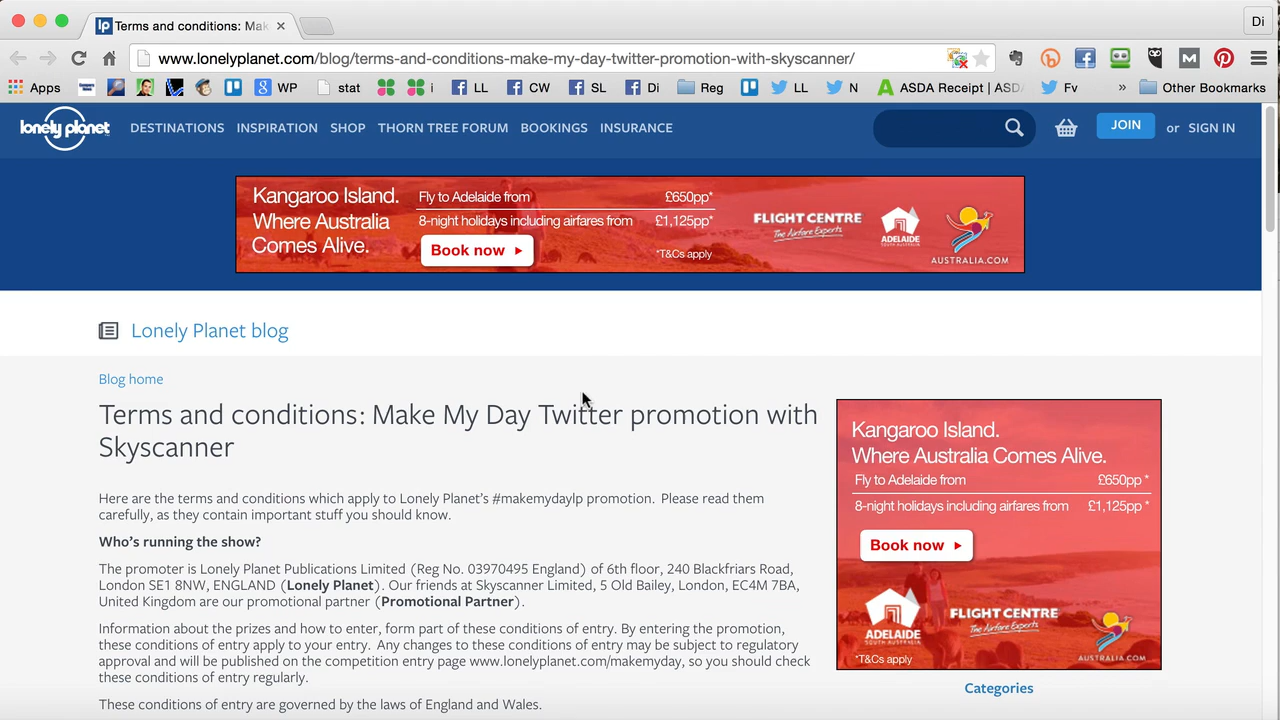 Terms and conditions: Mak
Di
www.lonelyplanet.com/blog/terms-and-conditions-make-my-day-twitter-promotion-with-skyscanner/
Apps WP stat i LL CW SL Di Reg LL N ASDA Receipt | ASDA Fv » Other Bookmarks
lonely planet DESTINATIONS INSPIRATION SHOP THORN TREE FORUM BOOKINGS INSURANCE JOIN or SIGN IN
Kangaroo Island.
Where Australia
Comes Alive.
Fly to Adelaide from £650pp*
8-night holidays including airfares from £1,125pp*
Book now
*T&Cs apply
FLIGHT CENTRE
The Airfare Experts
ADELAIDE
SOUTH AUSTRALIA
AUSTRALIA.COM
Lonely Planet blog
Blog home
Terms and conditions: Make My Day Twitter promotion with
Skyscanner
Here are the terms and conditions which apply to Lonely Planet's #makemydaylp promotion. Please read them
carefully, as they contain important stuff you should know.
Who's running the show?
The promoter is Lonely Planet Publications Limited (Reg No. 03970495 England) of 6th floor, 240 Blackfriars Road,
London SE1 8NW, ENGLAND (Lonely Planet). Our friends at Skyscanner Limited, 5 Old Bailey, London, EC4M 7BA,
United Kingdom are our promotional partner (Promotional Partner).
Information about the prizes and how to enter, form part of these conditions of entry. By entering the promotion,
these conditions of entry apply to your entry. Any changes to these conditions of entry may be subject to regulatory
approval and will be published on the competition entry page www.lonelyplanet.com/makemyday, so you should check
these conditions of entry regularly.
These conditions of entry are governed by the laws of England and Wales.
Kangaroo Island.
Where Australia Comes Alive.
Fly to Adelaide from £650pp*
8-night holidays including airfares from £1,125pp*
Book now
ADELAIDE
SOUTH AUSTRALIA
FLIGHT CENTRE
The Airfare Experts
AUSTRALIA.COM
*T&Cs apply
Categories